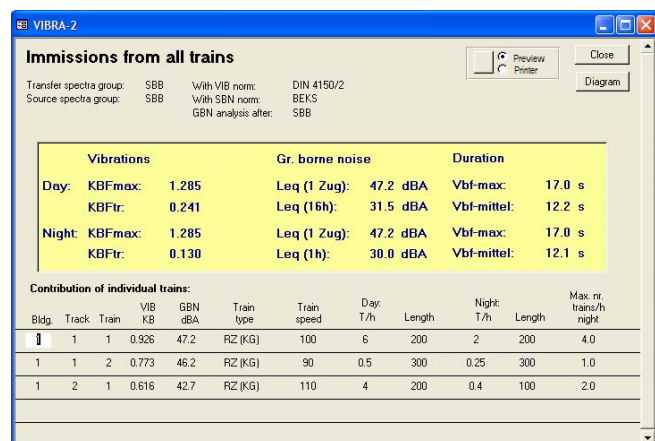 VIBRA-2
Immissions from all trains
Preview
Printer
Close
Diagram
Transfer spectra group: SBB With VIB norm: DIN 4150/2
Source spectra group: SBB With SBN norm: BEKS
GBN analysis after: SBB
Vibrations Gr. borne noise Duration
Day: KBFmax: 1.285 Leq (1 Zug): 47.2 dBA Vbf-max: 17.0 s
KBFtr: 0.241 Leq (16h): 31.5 dBA Vbf-mittel: 12.2 s
Night: KBFmax: 1.285 Leq (1 Zug): 47.2 dBA Vbf-max: 17.0 s
KBFtr: 0.130 Leq (1h): 30.0 dBA Vbf-mittel: 12.1 s
Contribution of individual trains:
Bldg. Track Train VIB KB GBN dBA Train type Train speed Day: T/h Length Night: T/h Length Max. nr. trains/h night
1 1 1 0.926 47.2 RZ (KG) 100 6 200 2 200 4.0
1 1 2 0.773 46.2 RZ (KG) 90 0.5 300 0.25 300 1.0
1 2 1 0.616 42.7 RZ (KG) 110 4 200 0.4 100 2.0